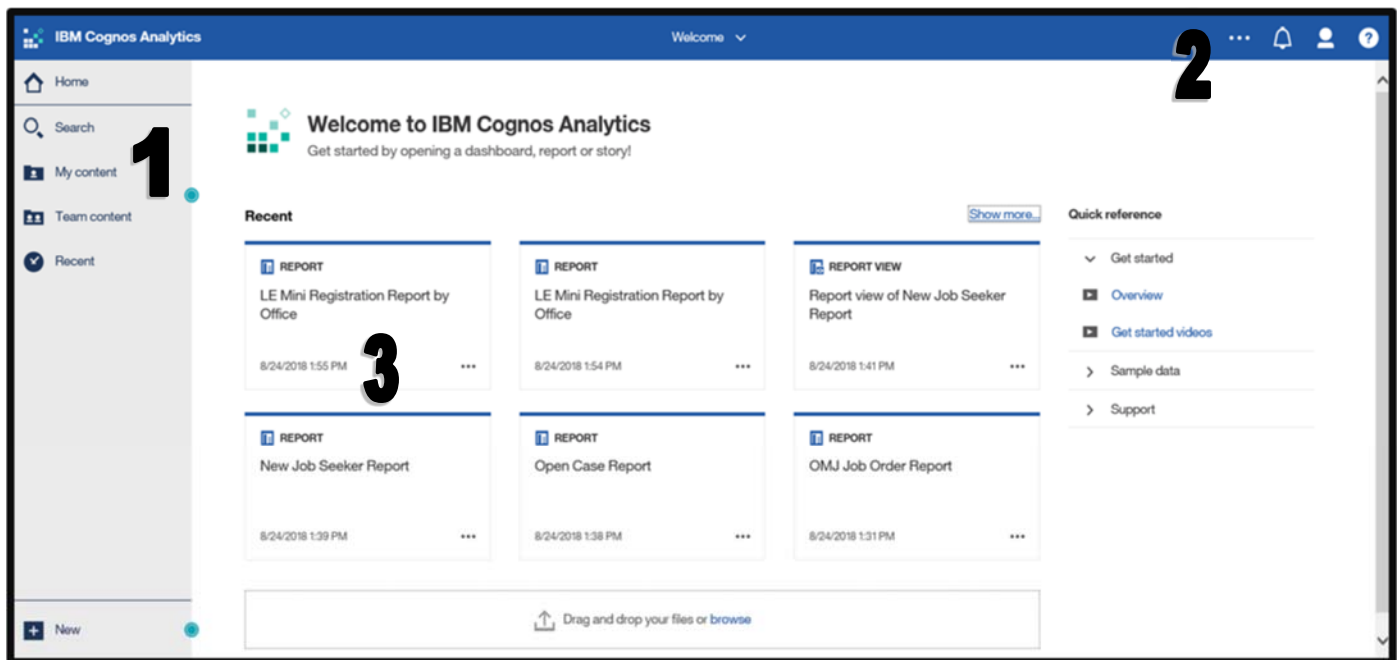 IBM Cognos Analytics
Welcome
2
?
Home
Search
1
My content
Team content
Recent
New
Welcome to IBM Cognos Analytics
Get started by opening a dashboard, report or story!
Recent
Show more...
REPORT
LE Mini Registration Report by
Office
8/24/2018 1:55 PM
3
REPORT
LE Mini Registration Report by
Office
8/24/2018 1:54 PM
REPORT VIEW
Report view of New Job Seeker
Report
8/24/2018 1:41 PM
REPORT
New Job Seeker Report
8/24/2018 1:39 PM
REPORT
Open Case Report
8/24/2018 1:38 PM
REPORT
OMJ Job Order Report
8/24/2018 1:31 PM
Drag and drop your files or browse
Quick reference
Get started
Overview
Get started videos
Sample data
Support